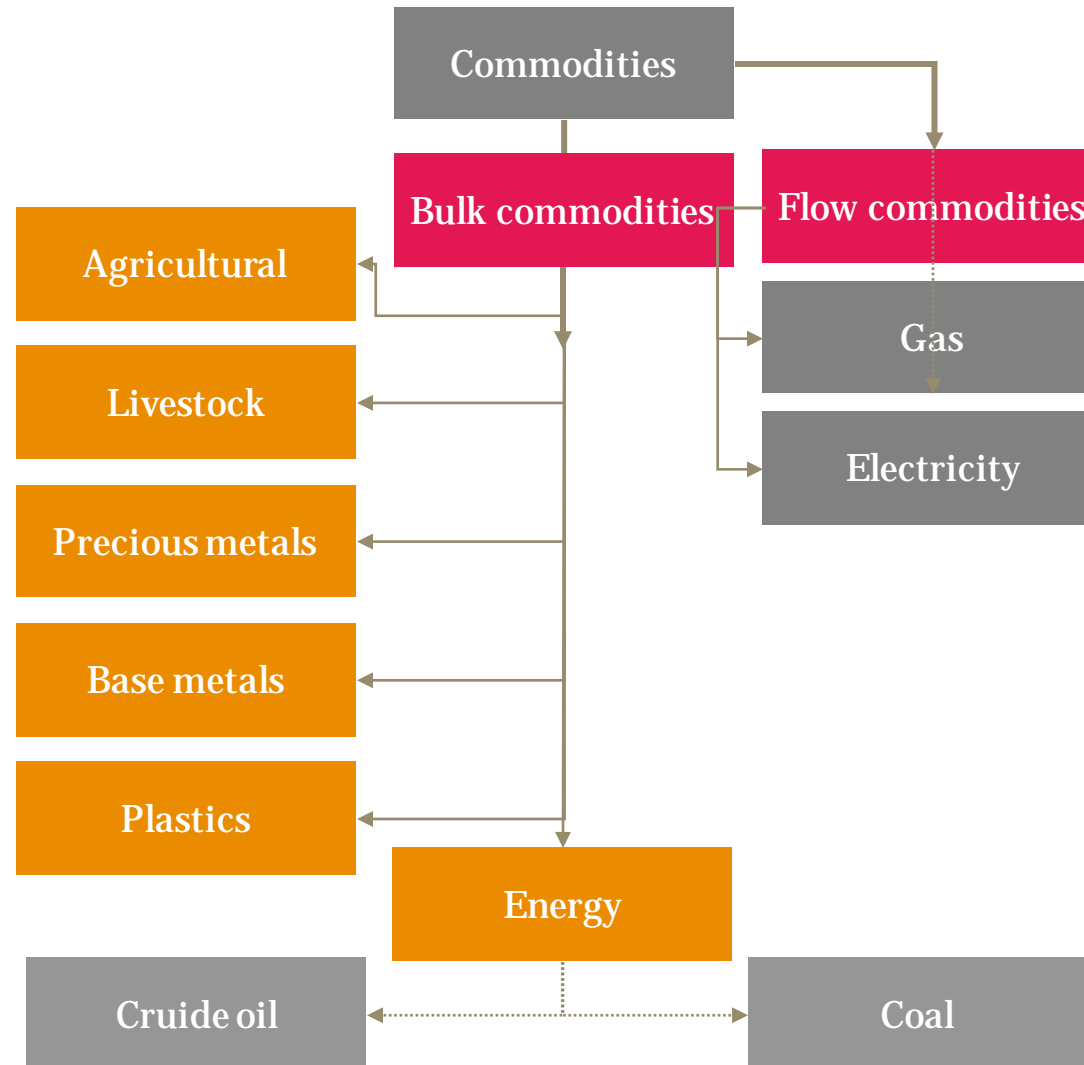 Commodities
Bulk commodities
Flow commodities
Agricultural
Gas
Livestock
Electricity
Precious metals
Base metals
Plastics
Energy
Cruide oil
Coal